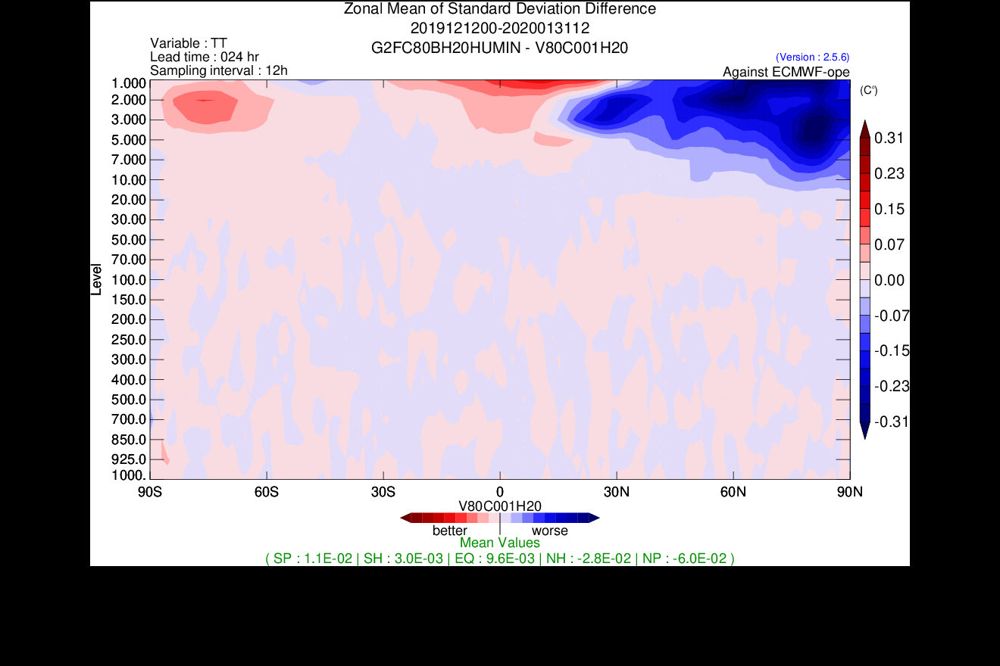 Zonal Mean of Standard Deviation Difference
2019121200-2020013112
G2FC80BH20HUMIN - V80C001H20
Variable : TT
Lead time : 024 hr
Sampling interval : 12h
(Version : 2.5.6)
Against ECMWF-ope
(C°)
Level
1.000
2.000
3.000
5.000
7.000
10.00
20.00
30.00
50.00
70.00
100.0
150.0
200.0
250.0
300.0
400.0
500.0
700.0
850.0
925.0
1000.
0.31
0.23
0.15
0.07
0.00
-0.07
-0.15
-0.23
-0.31
90S 60S 30S 0 30N 60N 90N
V80C001H20
better worse
Mean Values
( SP : 1.1E-02 | SH : 3.0E-03 | EQ : 9.6E-03 | NH : -2.8E-02 | NP : -6.0E-02 )